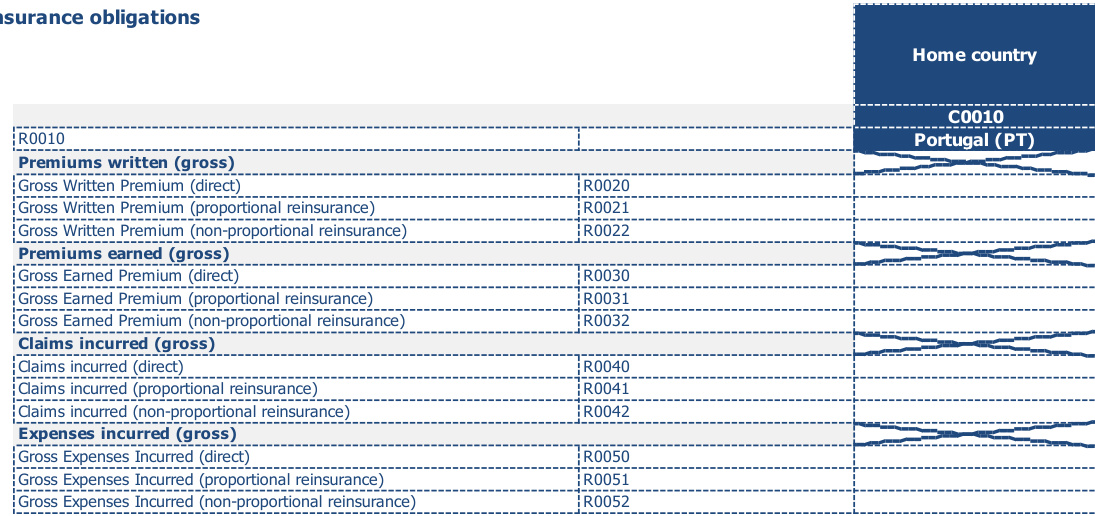 nsurance obligations
Home country
C0010
R0010 Portugal (PT)
Premiums written (gross)
Gross Written Premium (direct) R0020
Gross Written Premium (proportional reinsurance) R0021
Gross Written Premium (non-proportional reinsurance) R0022
Premiums earned (gross)
Gross Earned Premium (direct) R0030
Gross Earned Premium (proportional reinsurance) R0031
Gross Earned Premium (non-proportional reinsurance) R0032
Claims incurred (gross)
Claims incurred (direct) R0040
Claims incurred (proportional reinsurance) R0041
Claims incurred (non-proportional reinsurance) R0042
Expenses incurred (gross)
Gross Expenses Incurred (direct) R0050
Gross Expenses Incurred (proportional reinsurance) R0051
Gross Expenses Incurred (non-proportional reinsurance) R0052